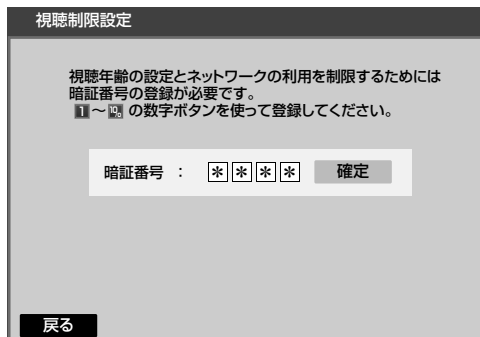 視聴制限設定
視聴年齢の設定とネットワークの利用を制限するためには
暗証番号の登録が必要です。
1～10 の数字ボタンを使って登録してください。
暗証番号 ： ＊ ＊ ＊ ＊ 確定
戻る